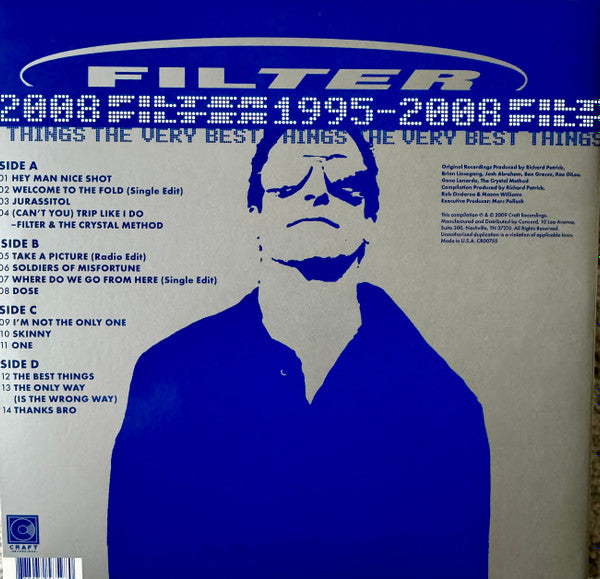 FILTER
2008 FILTER 1995–2008 FILT
THINGS THE VERY BEST THINGS THE VERY BEST THINGS
SIDE A
01 HEY MAN NICE SHOT
02 WELCOME TO THE FOLD (Single Edit)
03 JURASSITOL
04 (CAN'T YOU) TRIP LIKE I DO
–FILTER & THE CRYSTAL METHOD
SIDE B
05 TAKE A PICTURE (Radio Edit)
06 SOLDIERS OF MISFORTUNE
07 WHERE DO WE GO FROM HERE (Single Edit)
08 DOSE
SIDE C
09 I'M NOT THE ONLY ONE
10 SKINNY
11 ONE
SIDE D
12 THE BEST THINGS
13 THE ONLY WAY
(IS THE WRONG WAY)
14 THANKS BRO
Original Recordings Produced by Richard Patrick,
Brian Liesegang, Josh Abraham, Ben Grosse, Rae DiLeo,
Geno Lenardo, The Crystal Method
Compilation Produced by Richard Patrick,
Rob Ondarza & Mason Williams
Executive Producer: Marc Pollack
This compilation ℗ & © 2009 Craft Recordings.
Manufactured and Distributed by Concord, 10 Lea Avenue,
Suite 300, Nashville, TN 37210. All Rights Reserved.
Unauthorized duplication is a violation of applicable laws.
Made in U.S.A. CR00755
CRAFT
RECORDINGS